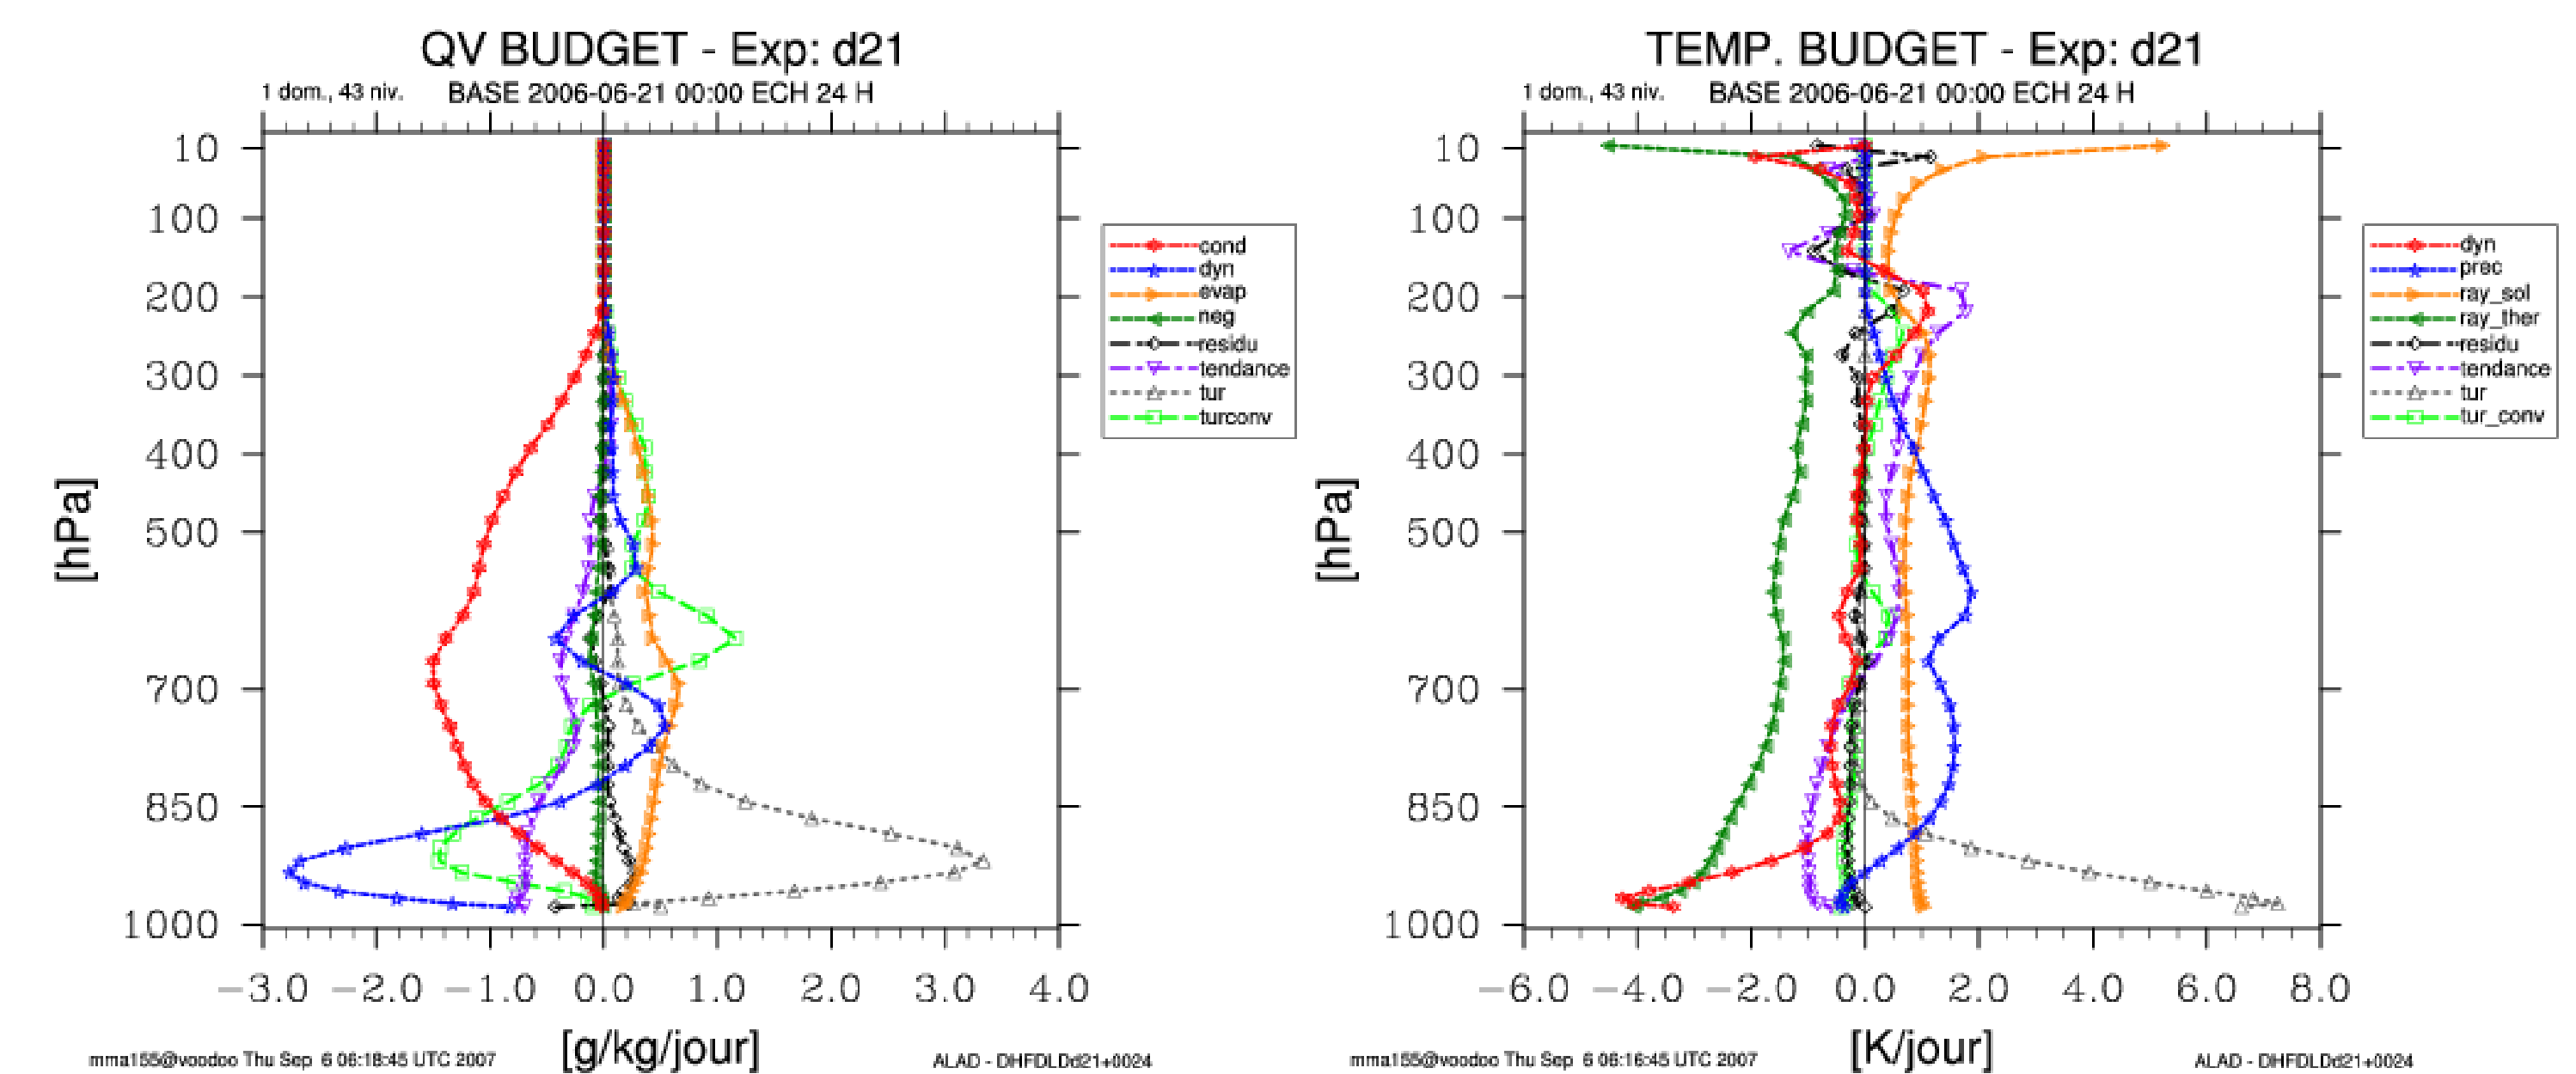 QV BUDGET - Exp: d21
1 dom., 43 niv. BASE 2006-06-21 00:00 ECH 24 H
10
100
200
300
400
500
700
850
1000
[hPa]
−3.0 −2.0 −1.0 0.0 1.0 2.0 3.0 4.0
[g/kg/jour]
cond
dyn
evap
neg
residu
tendance
tur
turconv
mma155@voodoo Thu Sep 6 06:18:45 UTC 2007
ALAD - DHFDLDd21+0024
TEMP. BUDGET - Exp: d21
1 dom., 43 niv. BASE 2006-06-21 00:00 ECH 24 H
10
100
200
300
400
500
700
850
1000
[hPa]
−6.0 −4.0 −2.0 0.0 2.0 4.0 6.0 8.0
[K/jour]
dyn
prec
ray_sol
ray_ther
residu
tendance
tur
tur_conv
mma155@voodoo Thu Sep 6 06:16:45 UTC 2007
ALAD - DHFDLDd21+0024